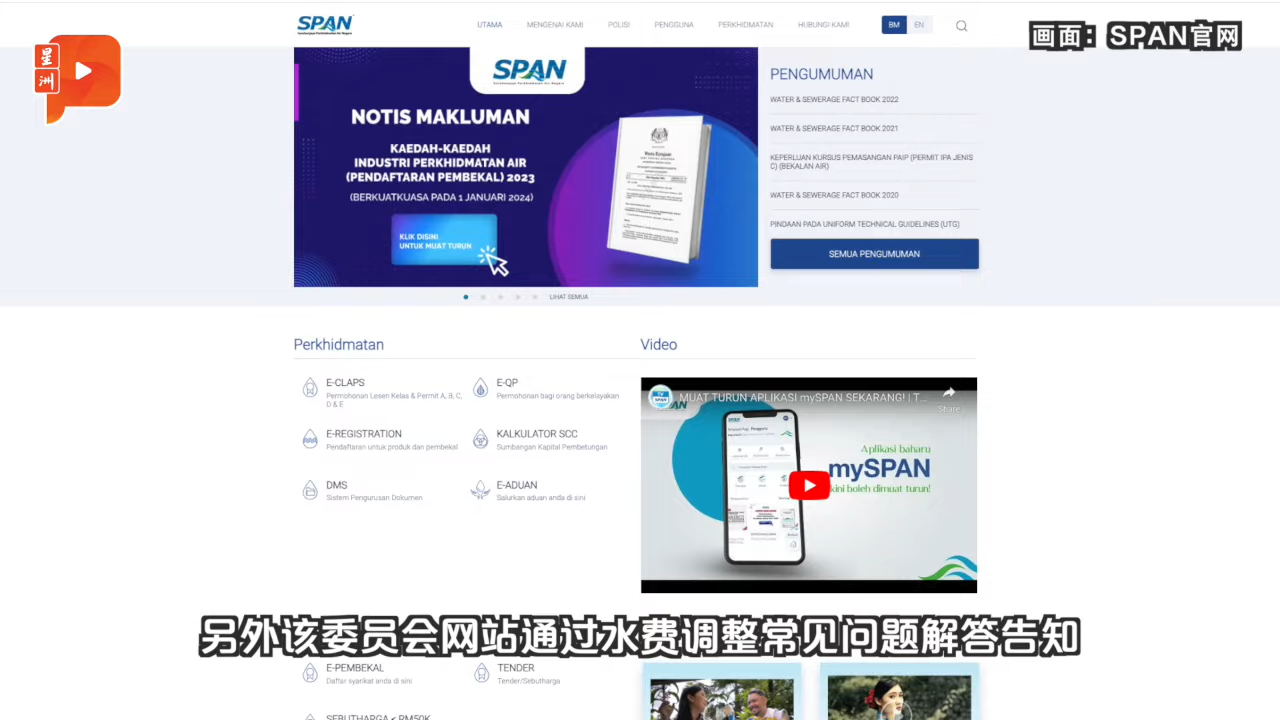 SPAN
UTAMA
MENGENAI KAMI
POLISI
PENGGUNA
PERKHIDMATAN
HUBUNGI KAMI
BM
EN
画面：SPAN官网
星洲
SPAN
Suruhanjaya Perkhidmatan Air Negara
NOTIS MAKLUMAN
KAEDAH-KAEDAH
INDUSTRI PERKHIDMATAN AIR
(PENDAFTARAN PEMBEKAL) 2023
(BERKUATKUASA PADA 1 JANUARI 2024)
KLIK DISINI
UNTUK MUAT TURUN
LIHAT SEMUA
PENGUMUMAN
WATER & SEWERAGE FACT BOOK 2022
WATER & SEWERAGE FACT BOOK 2021
KEPERLUAN KURSUS PEMASANGAN PAIP (PERMIT IPA JENIS
C) (BEKALAN AIR)
WATER & SEWERAGE FACT BOOK 2020
PINDAAN PADA UNIFORM TECHNICAL GUIDELINES (UTG)
SEMUA PENGUMUMAN
Perkhidmatan
E-CLAPS
Permohonan Lesen Kelas & Permit A, B, C,
D & E
E-QP
Permohonan bagi orang berkelayakan
E-REGISTRATION
Pendaftaran untuk produk dan pembekal
KALKULATOR SCC
Sumbangan Kapital Pembetungan
DMS
Sistem Pengurusan Dokumen
E-ADUAN
Salurkan aduan anda di sini
Video
MUAT TURUN APLIKASI mySPAN SEKARANG! | T...
Share
Aplikasi baharu
mySPAN
kini boleh dimuat turun!
另外该委员会网站通过水费调整常见问题解答告知
E-PEMBEKAL
Daftar syarikat anda di sini
TENDER
Tender/Sebutharga
SEBUTHARGA < RM50K